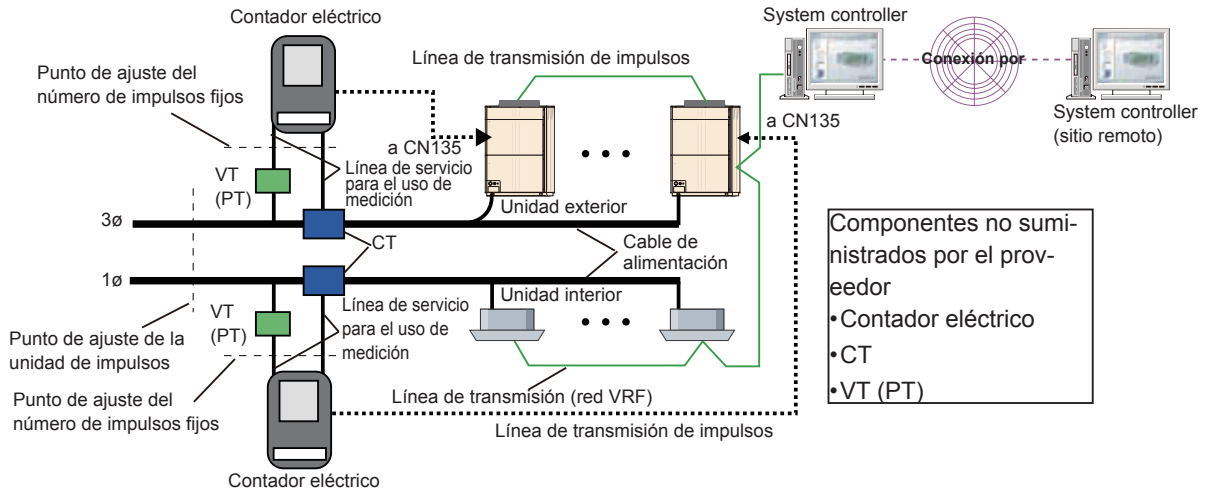 Contador eléctrico
System controller
Línea de transmisión de impulsos
Punto de ajuste del
número de impulsos fijos
Conexión por
System controller
(sitio remoto)
a CN135
a CN135
VT
(PT)
Línea de servicio
para el uso de
medición
Unidad exterior
3ø
CT
Cable de
alimentación
Componentes no sumi-
nistrados por el prov-
eedor
•Contador eléctrico
•CT
•VT (PT)
1ø
Unidad interior
VT
(PT)
Línea de servicio
para el uso de
medición
Punto de ajuste de la
unidad de impulsos
Punto de ajuste del
número de impulsos fijos
Línea de transmisión (red VRF)
Línea de transmisión de impulsos
Contador eléctrico